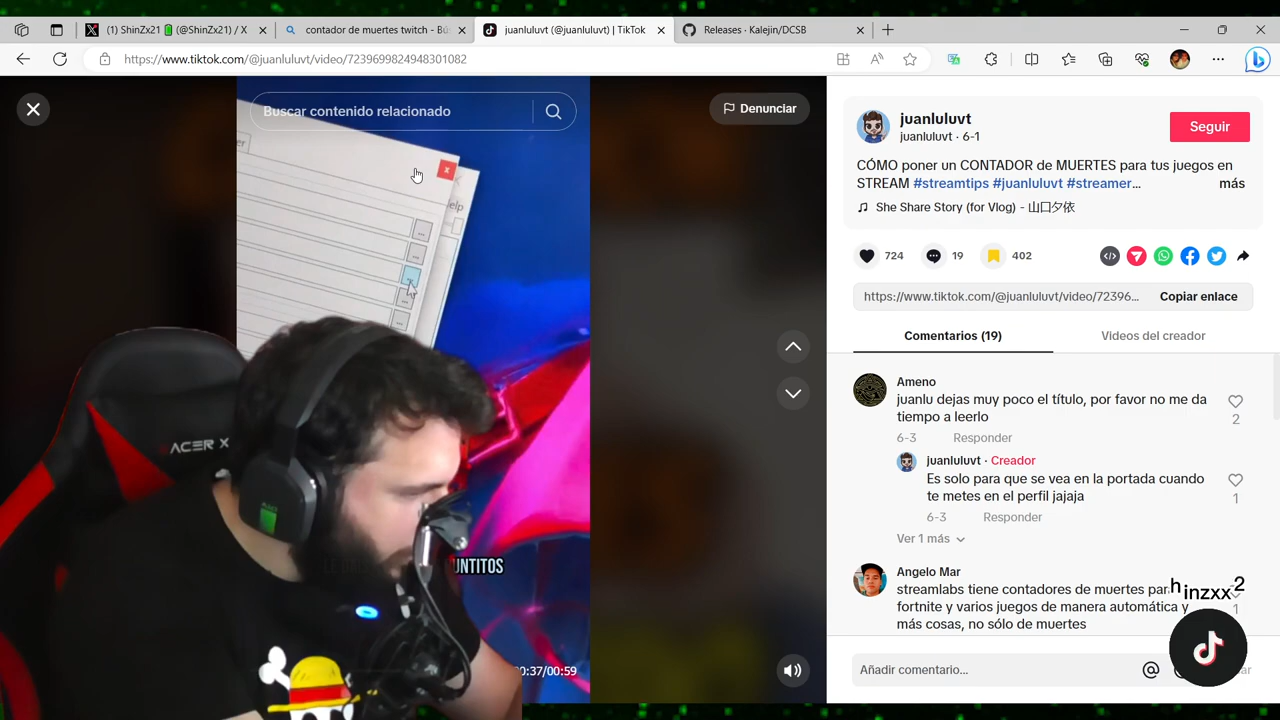 (1) ShinZx21 (@ShinZx21) / X
contador de muertes twitch - Bú
juanluluvt (@juanluluvt) | TikTok
Releases - Kalejin/DCSB
https://www.tiktok.com/@juanluluvt/video/7239699824948301082
Buscar contenido relacionado
Denunciar
er
x
elp
ACER X
UNTITOS
0:37/00:59
juanluluvt
juanluluvt · 6-1
Seguir
CÓMO poner un CONTADOR de MUERTES para tus juegos en
STREAM #streamtips #juanluluvt #streamer...
más
She Share Story (for Vlog) - 山口夕依
724
19
402
https://www.tiktok.com/@juanluluvt/video/72396...
Copiar enlace
Comentarios (19)
Videos del creador
Ameno
juanlu dejas muy poco el título, por favor no me da
tiempo a leerlo
2
6-3
Responder
juanluluvt · Creador
Es solo para que se vea en la portada cuando
te metes en el perfil jajaja
1
6-3
Responder
Ver 1 más
Angelo Mar
streamlabs tiene contadores de muertes par
fortnite y varios juegos de manera automática y
más cosas, no sólo de muertes
1
hinzxx2
Añadir comentario...
ar